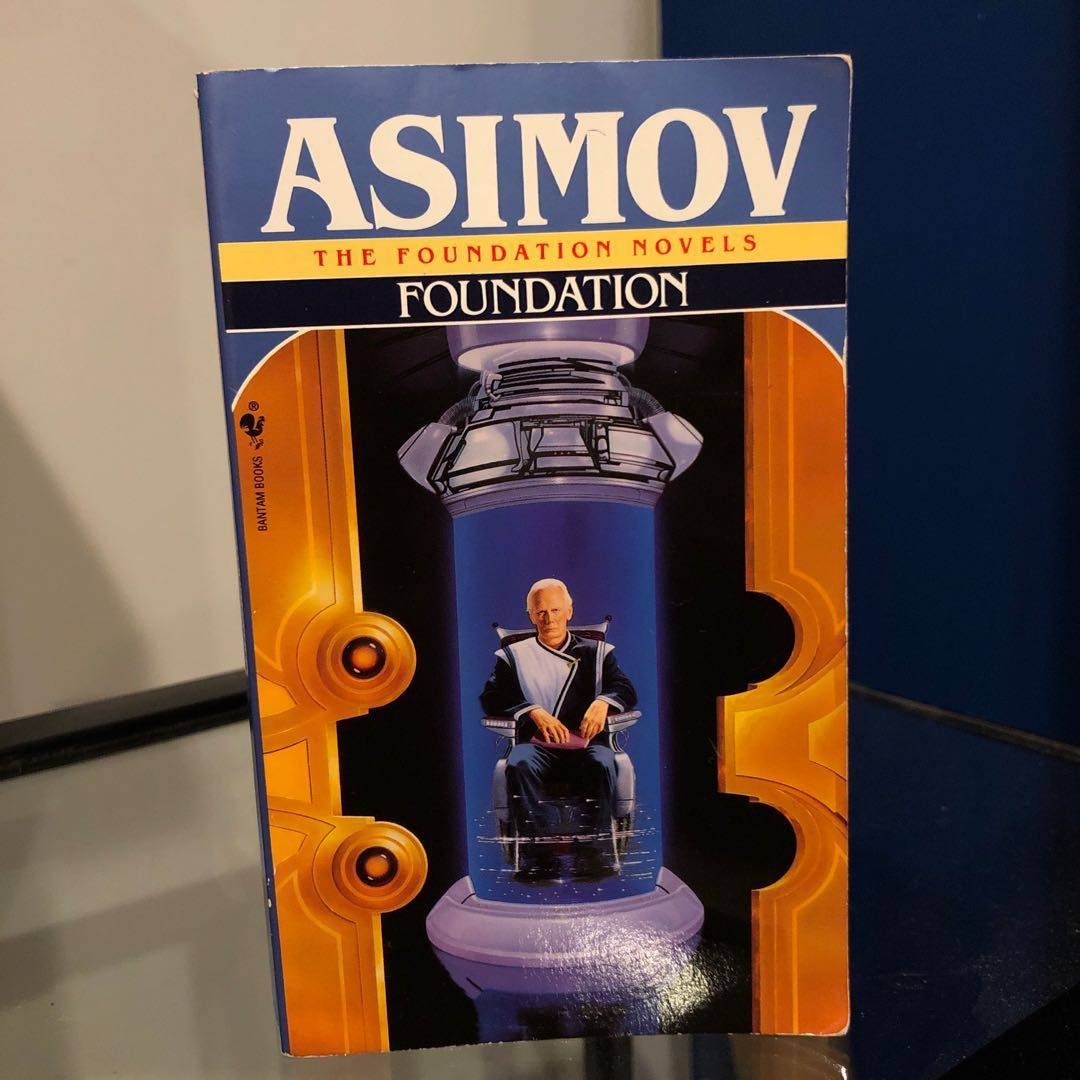 ASIMOV
THE FOUNDATION NOVELS
FOUNDATION
BANTAM BOOKS ®